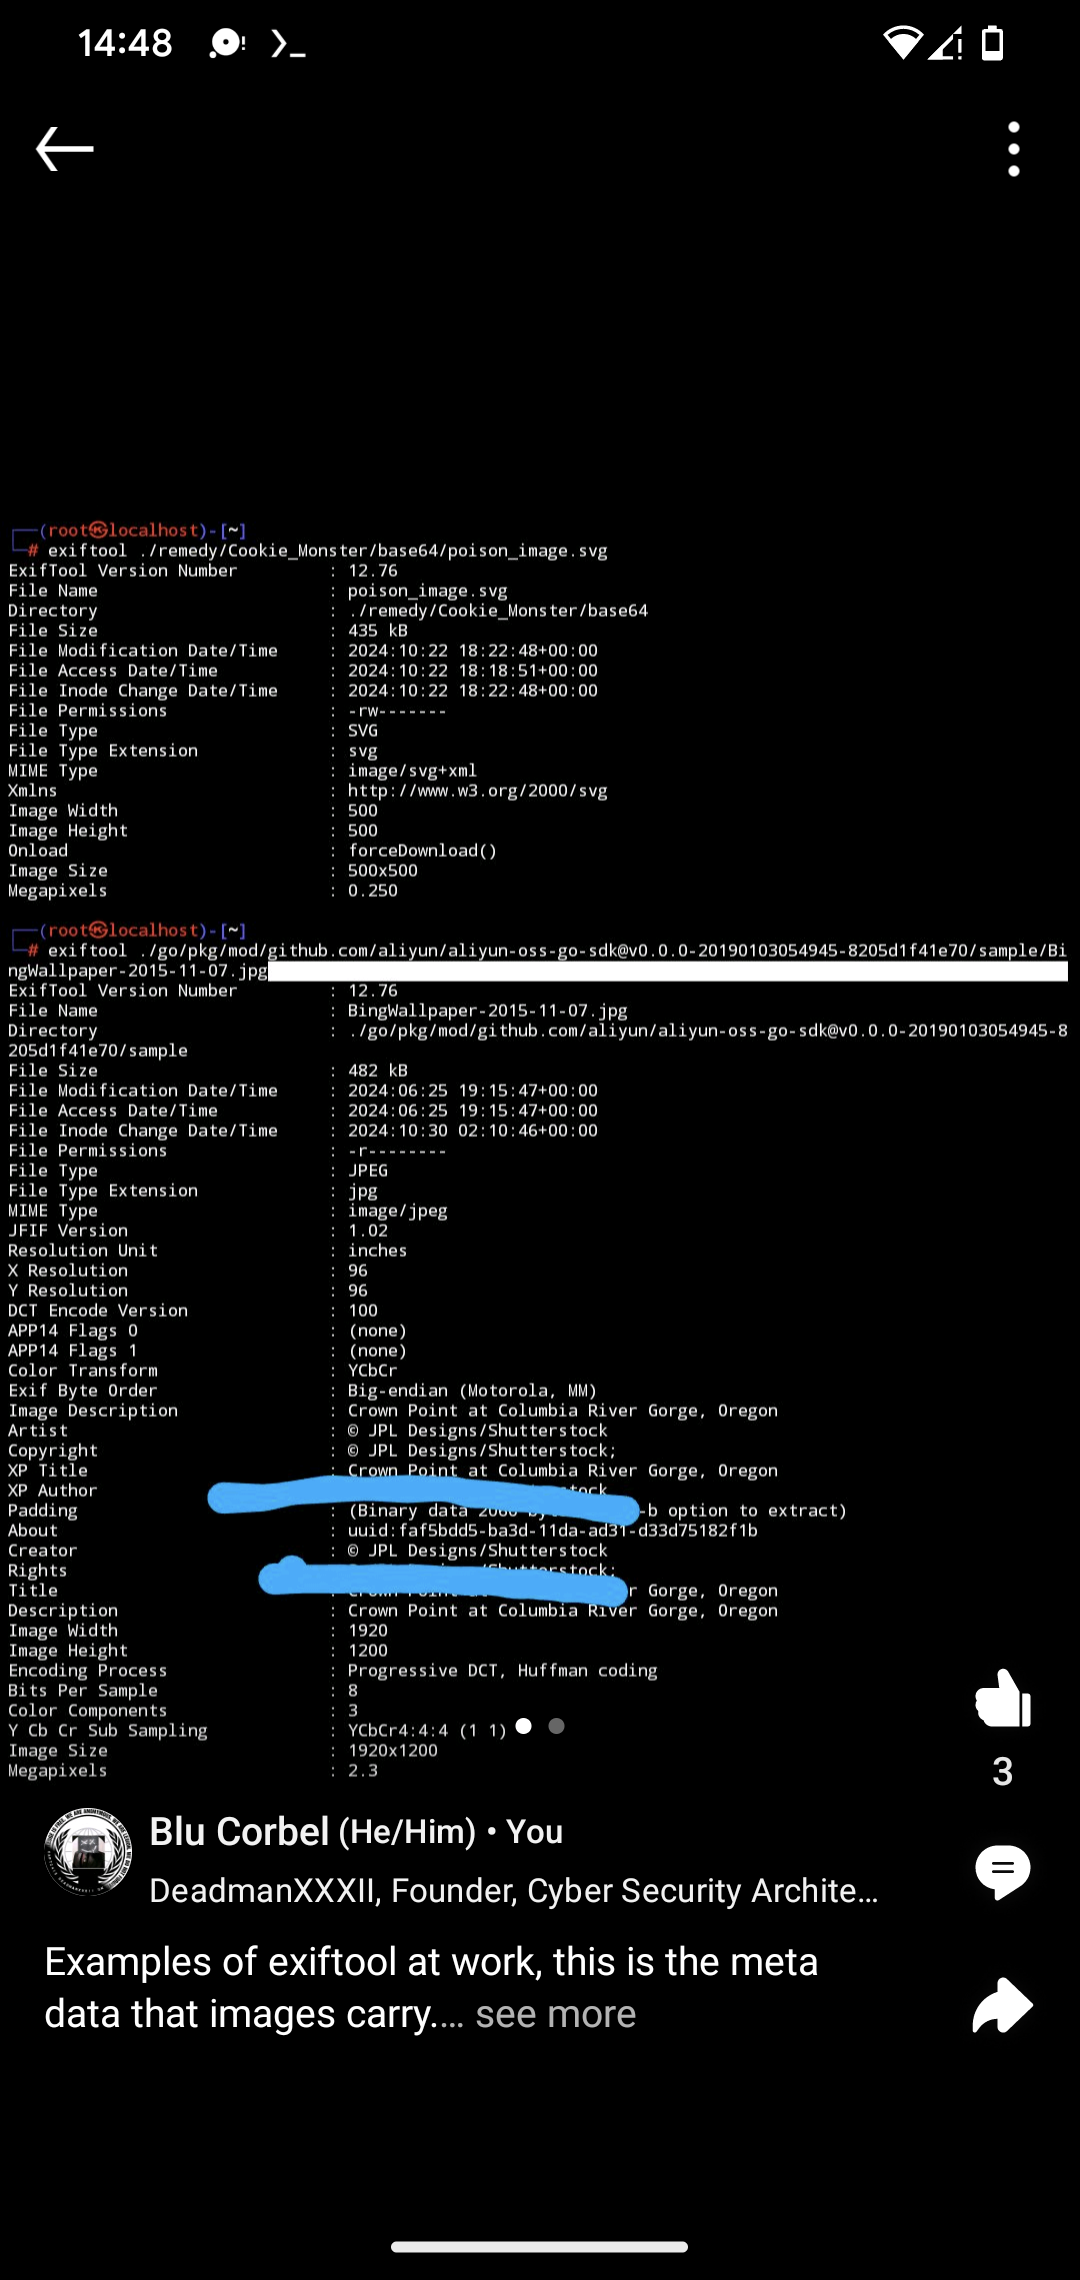 14:48
(root㉿localhost)-[~]
# exiftool ./remedy/Cookie_Monster/base64/poison_image.svg
ExifTool Version Number : 12.76
File Name : poison_image.svg
Directory : ./remedy/Cookie_Monster/base64
File Size : 435 kB
File Modification Date/Time : 2024:10:22 18:22:48+00:00
File Access Date/Time : 2024:10:22 18:18:51+00:00
File Inode Change Date/Time : 2024:10:22 18:22:48+00:00
File Permissions : -rw-------
File Type : SVG
File Type Extension : svg
MIME Type : image/svg+xml
Xmlns : http://www.w3.org/2000/svg
Image Width : 500
Image Height : 500
Onload : forceDownload()
Image Size : 500x500
Megapixels : 0.250
(root㉿localhost)-[~]
# exiftool ./go/pkg/mod/github.com/aliyun/aliyun-oss-go-sdk@v0.0.0-20190103054945-8205d1f41e70/sample/Bi
ngWallpaper-2015-11-07.jpg
ExifTool Version Number : 12.76
File Name : BingWallpaper-2015-11-07.jpg
Directory : ./go/pkg/mod/github.com/aliyun/aliyun-oss-go-sdk@v0.0.0-20190103054945-8
205d1f41e70/sample
File Size : 482 kB
File Modification Date/Time : 2024:06:25 19:15:47+00:00
File Access Date/Time : 2024:06:25 19:15:47+00:00
File Inode Change Date/Time : 2024:10:30 02:10:46+00:00
File Permissions : -r--------
File Type : JPEG
File Type Extension : jpg
MIME Type : image/jpeg
JFIF Version : 1.02
Resolution Unit : inches
X Resolution : 96
Y Resolution : 96
DCT Encode Version : 100
APP14 Flags 0 : (none)
APP14 Flags 1 : (none)
Color Transform : YCbCr
Exif Byte Order : Big-endian (Motorola, MM)
Image Description : Crown Point at Columbia River Gorge, Oregon
Artist : © JPL Designs/Shutterstock
Copyright : © JPL Designs/Shutterstock;
XP Title : Crown Point at Columbia River Gorge, Oregon
XP Author
Padding : (Binary data -b option to extract)
About : uuid:faf5bdd5-ba3d-11da-ad31-d33d75182f1b
Creator : © JPL Designs/Shutterstock
Rights
Title : Gorge, Oregon
Description : Crown Point at Columbia River Gorge, Oregon
Image Width : 1920
Image Height : 1200
Encoding Process : Progressive DCT, Huffman coding
Bits Per Sample : 8
Color Components : 3
Y Cb Cr Sub Sampling : YCbCr4:4:4 (1 1)
Image Size : 1920x1200
Megapixels : 2.3
3
Blu Corbel (He/Him) • You
DeadmanXXXII, Founder, Cyber Security Archite...
Examples of exiftool at work, this is the meta
data that images carry.... see more